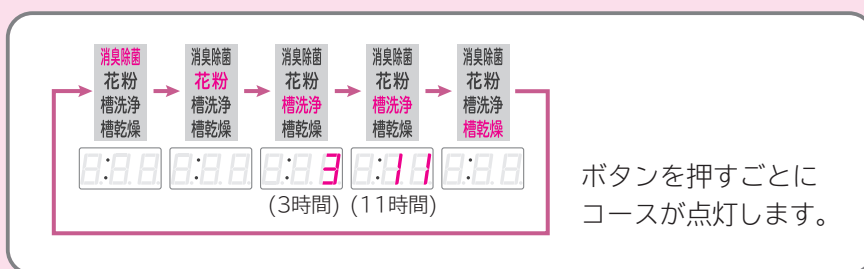 消臭除菌
花粉
槽洗浄
槽乾燥
消臭除菌
花粉
槽洗浄
槽乾燥
消臭除菌
花粉
槽洗浄
槽乾燥
消臭除菌
花粉
槽洗浄
槽乾燥
消臭除菌
花粉
槽洗浄
槽乾燥
3
11
(3時間)
(11時間)
ボタンを押すごとに
コースが点灯します。